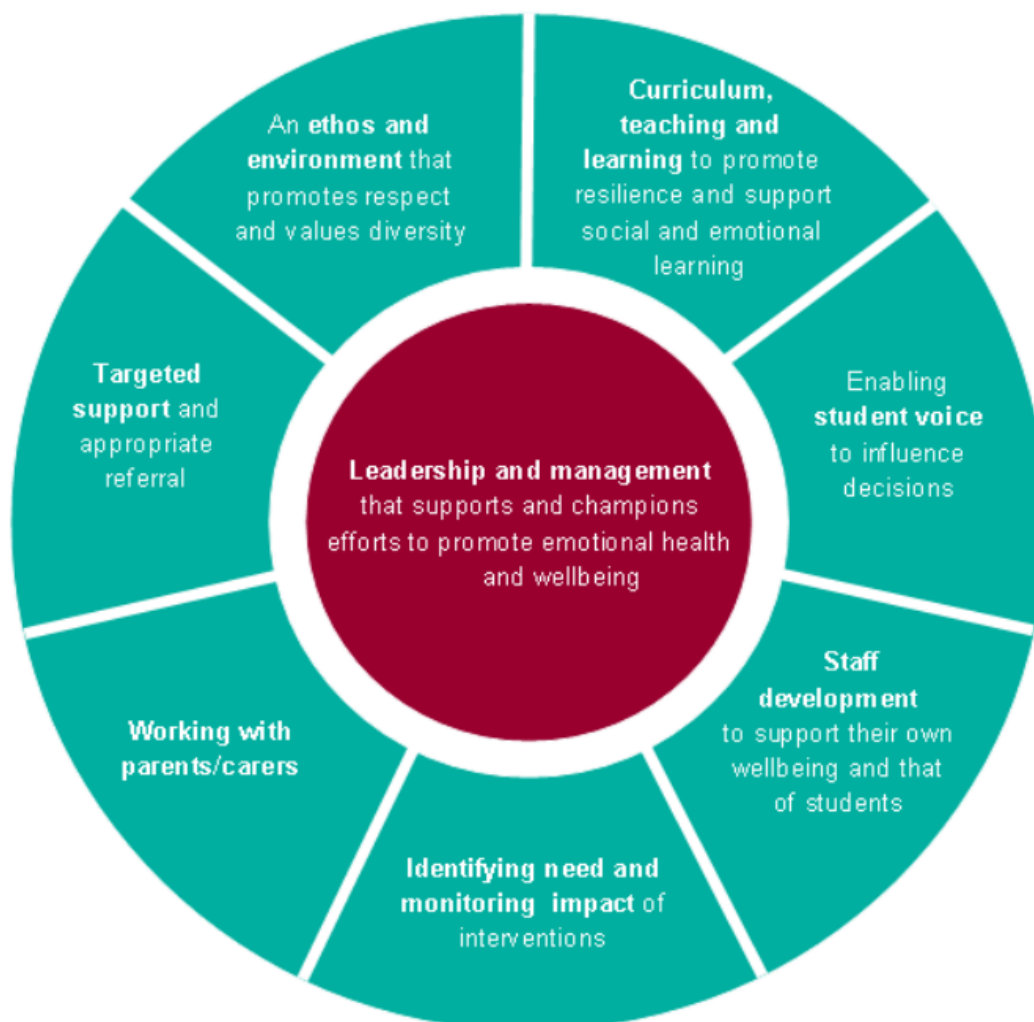 An ethos and
environment that
promotes respect
and values diversity
Curriculum,
teaching and
learning to promote
resilience and support
social and emotional
learning
Enabling
student voice
to influence
decisions
Staff
development
to support their own
wellbeing and that
of students
Identifying need and
monitoring impact of
interventions
Working with
parents/carers
Targeted
support and
appropriate
referral
Leadership and management
that supports and champions
efforts to promote emotional health
and wellbeing